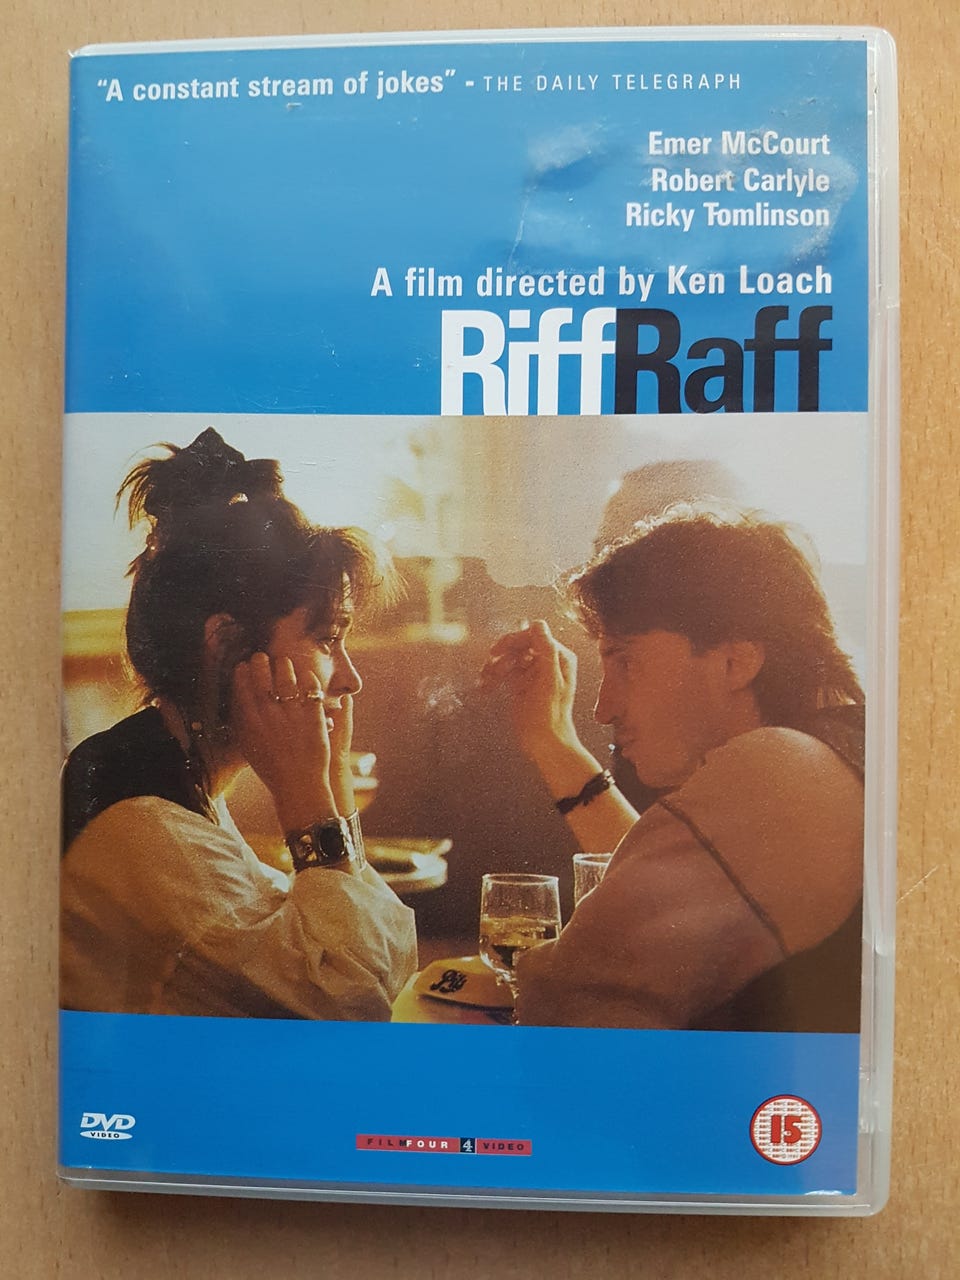 “A constant stream of jokes” - THE DAILY TELEGRAPH
Emer McCourt
Robert Carlyle
Ricky Tomlinson
A film directed by Ken Loach
RiffRaff
DVD
VIDEO
FILMFOUR 4 VIDEO
15